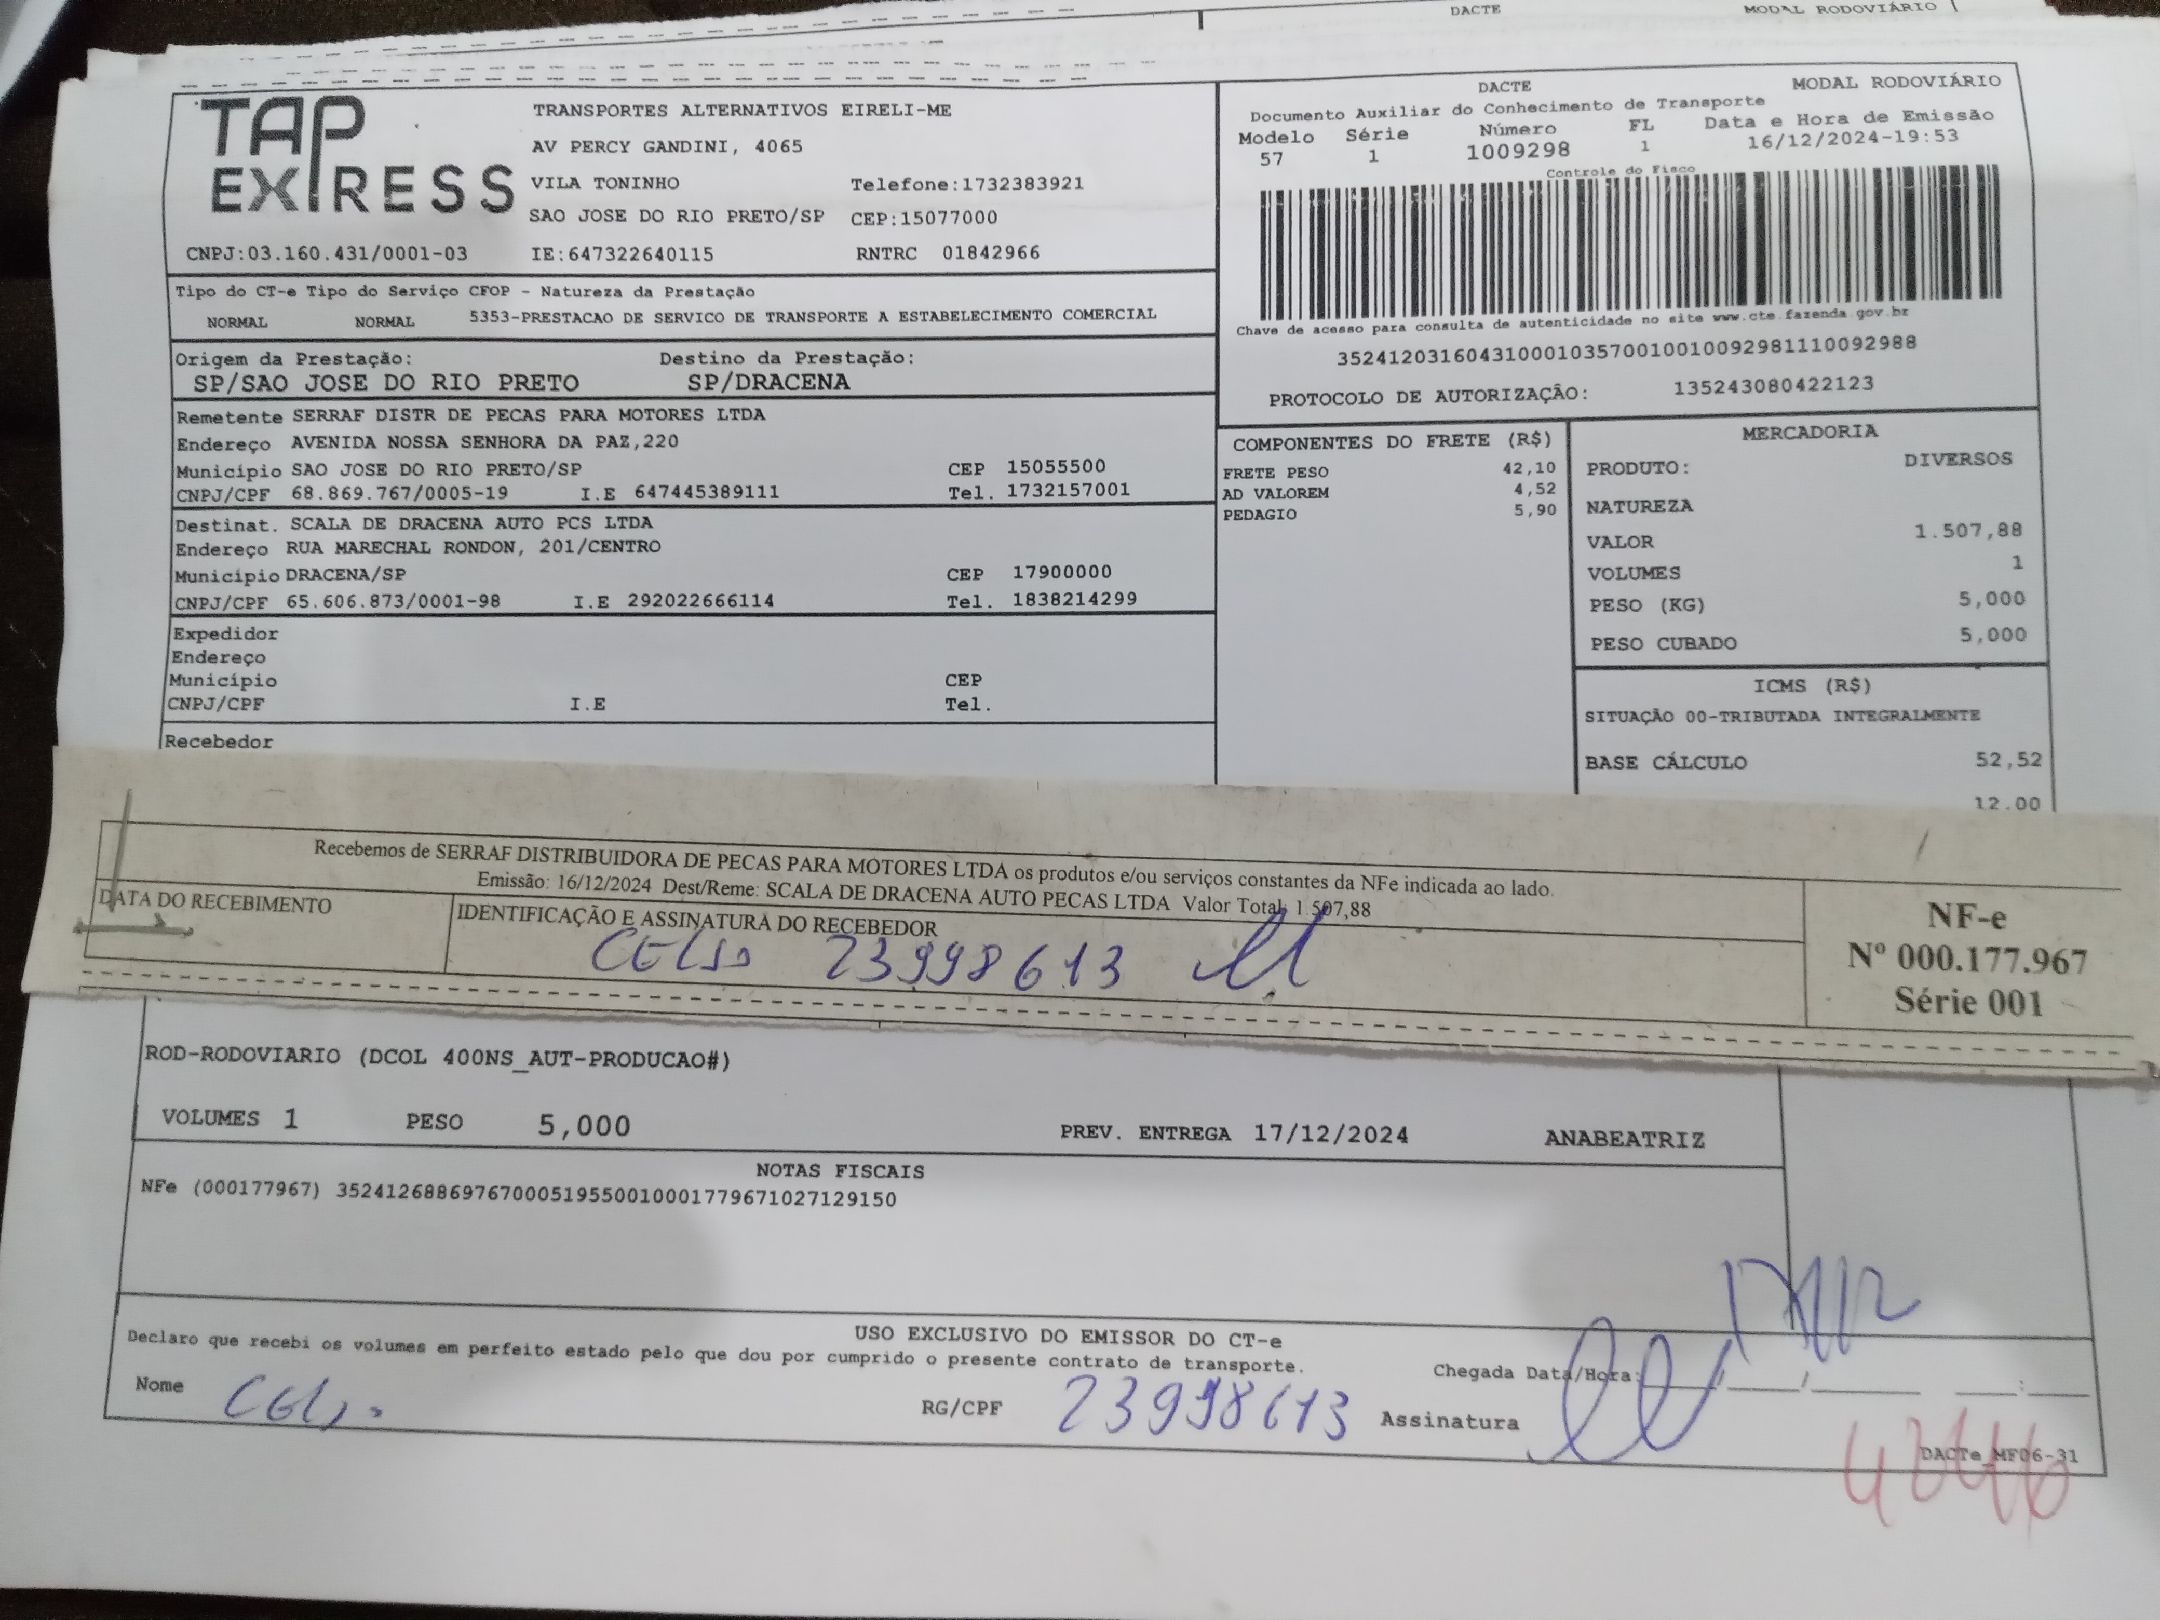 DACTE MODAL RODOVIÁRIO
TAP EXPRESS
TRANSPORTES ALTERNATIVOS EIRELI-ME
AV PERCY GANDINI, 4065
VILA TONINHO Telefone:1732383921
SAO JOSE DO RIO PRETO/SP CEP:15077000
CNPJ:03.160.431/0001-03 IE:647322640115 RNTRC 01842966
DACTE MODAL RODOVIÁRIO
Documento Auxiliar do Conhecimento de Transporte
Modelo Série Número FL Data e Hora de Emissão
57 1 1009298 1 16/12/2024-19:53
Controle do Fisco
Chave de acesso para consulta de autenticidade no site www.cte.fazenda.gov.br
35241203160431000103570010010092981110092988
PROTOCOLO DE AUTORIZAÇÃO: 135243080422123
Tipo do CT-e Tipo do Serviço CFOP - Natureza da Prestação
NORMAL NORMAL 5353-PRESTACAO DE SERVICO DE TRANSPORTE A ESTABELECIMENTO COMERCIAL
Origem da Prestação: Destino da Prestação:
SP/SAO JOSE DO RIO PRETO SP/DRACENA
Remetente SERRAF DISTR DE PECAS PARA MOTORES LTDA
Endereço AVENIDA NOSSA SENHORA DA PAZ,220
Município SAO JOSE DO RIO PRETO/SP CEP 15055500
CNPJ/CPF 68.869.767/0005-19 I.E 647445389111 Tel. 1732157001
Destinat. SCALA DE DRACENA AUTO PCS LTDA
Endereço RUA MARECHAL RONDON, 201/CENTRO
Município DRACENA/SP CEP 17900000
CNPJ/CPF 65.606.873/0001-98 I.E 292022666114 Tel. 1838214299
Expedidor
Endereço
Município CEP
CNPJ/CPF I.E Tel.
Recebedor
COMPONENTES DO FRETE (R$)
FRETE PESO 42,10
AD VALOREM 4,52
PEDAGIO 5,90
MERCADORIA
PRODUTO: DIVERSOS
NATUREZA
VALOR 1.507,88
VOLUMES 1
PESO (KG) 5,000
PESO CUBADO 5,000
ICMS (R$)
SITUAÇÃO 00-TRIBUTADA INTEGRALMENTE
BASE CÁLCULO 52,52
12.00
Recebemos de SERRAF DISTRIBUIDORA DE PECAS PARA MOTORES LTDA os produtos e/ou serviços constantes da NFe indicada ao lado.
Emissão: 16/12/2024 Dest/Reme: SCALA DE DRACENA AUTO PECAS LTDA Valor Total: 1.507,88
DATA DO RECEBIMENTO IDENTIFICAÇÃO E ASSINATURA DO RECEBEDOR
CELSO 23998613
NF-e
Nº 000.177.967
Série 001
ROD-RODOVIARIO (DCOL 400NS_AUT-PRODUCAO#)
VOLUMES 1 PESO 5,000 PREV. ENTREGA 17/12/2024 ANABEATRIZ
NOTAS FISCAIS
NFe (000177967) 35241268869767000519550010001779671027129150
USO EXCLUSIVO DO EMISSOR DO CT-e
Declaro que recebi os volumes em perfeito estado pelo que dou por cumprido o presente contrato de transporte.
Chegada Data/Hora:
Nome CELSO RG/CPF 23998613 Assinatura
DACTe_MF06-31